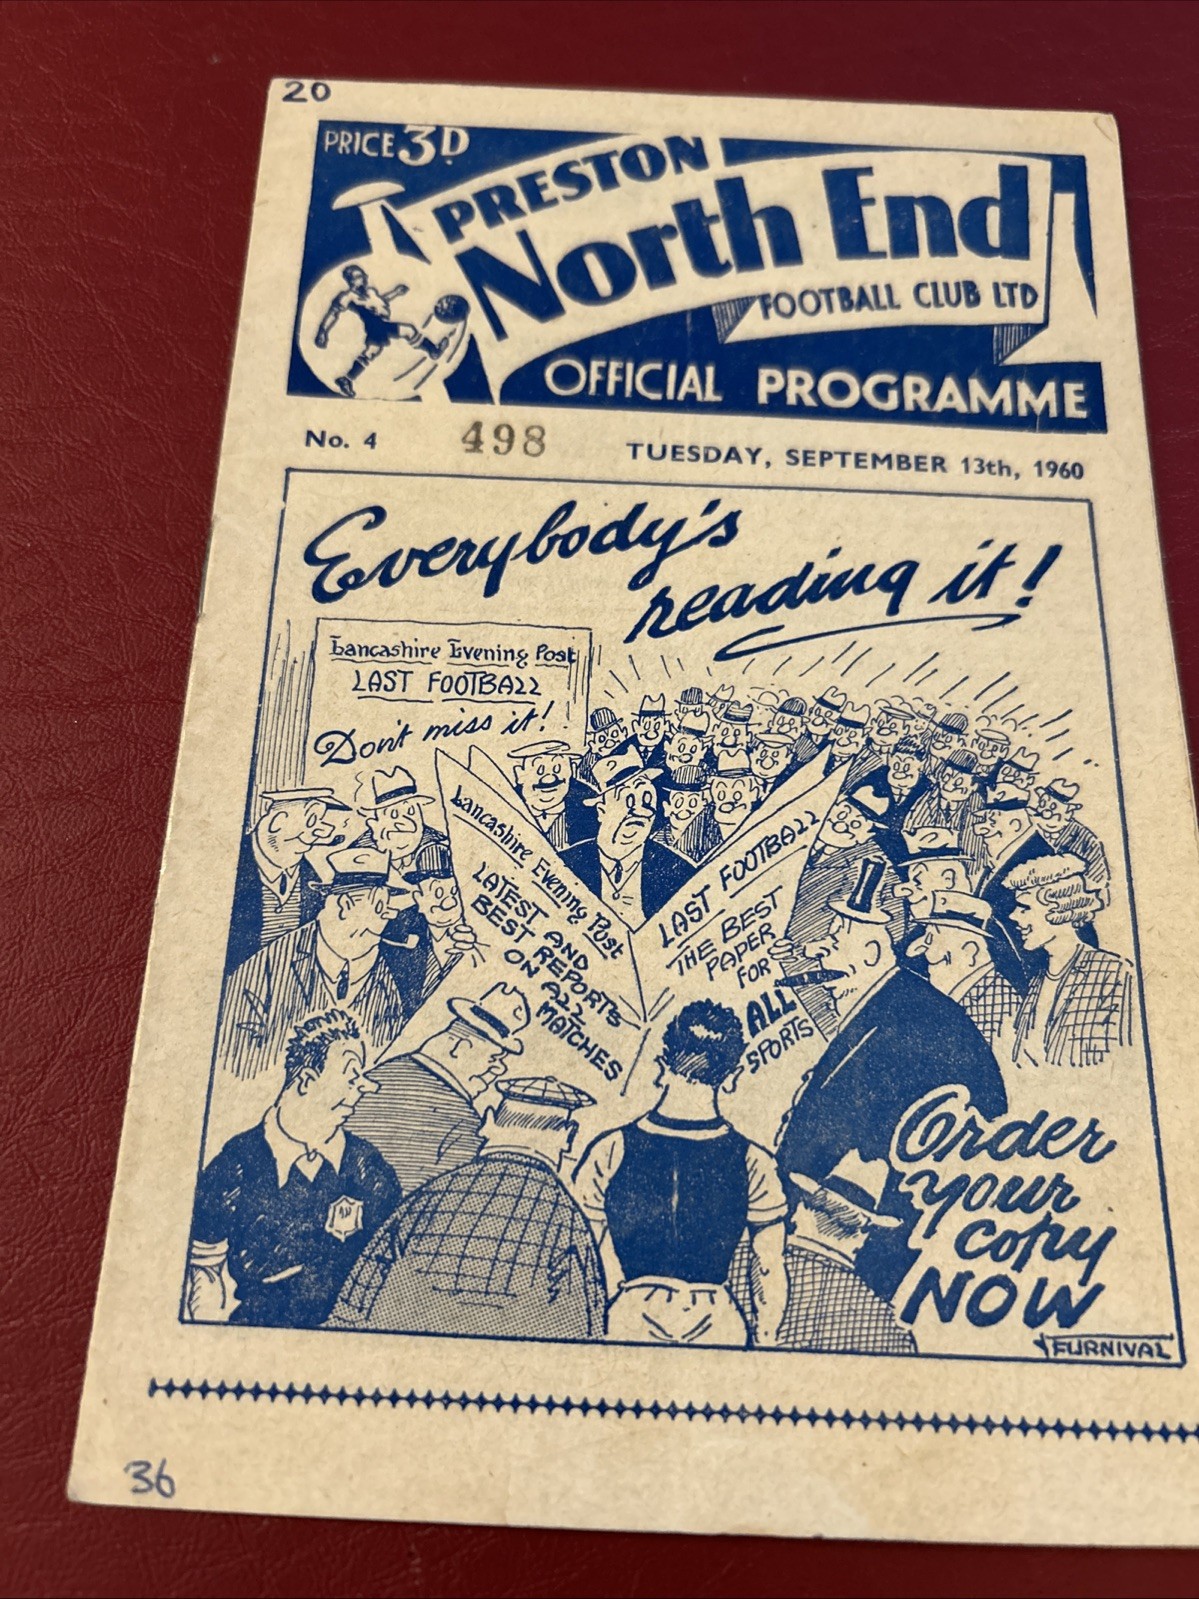 20
PRICE 3D
PRESTON
North End
FOOTBALL CLUB LTD
OFFICIAL PROGRAMME
No. 4 498 TUESDAY, SEPTEMBER 13th, 1960
Everybody's
reading it!
Lancashire Evening Post
LAST FOOTBALL
Don't miss it!
Lancashire Evening Post
LATEST AND
BEST REPORTS
ON ALL
MATCHES
LAST FOOTBALL
THE BEST
PAPER
FOR
ALL
SPORTS
Order
your
copy
NOW
FURNIVAL
36